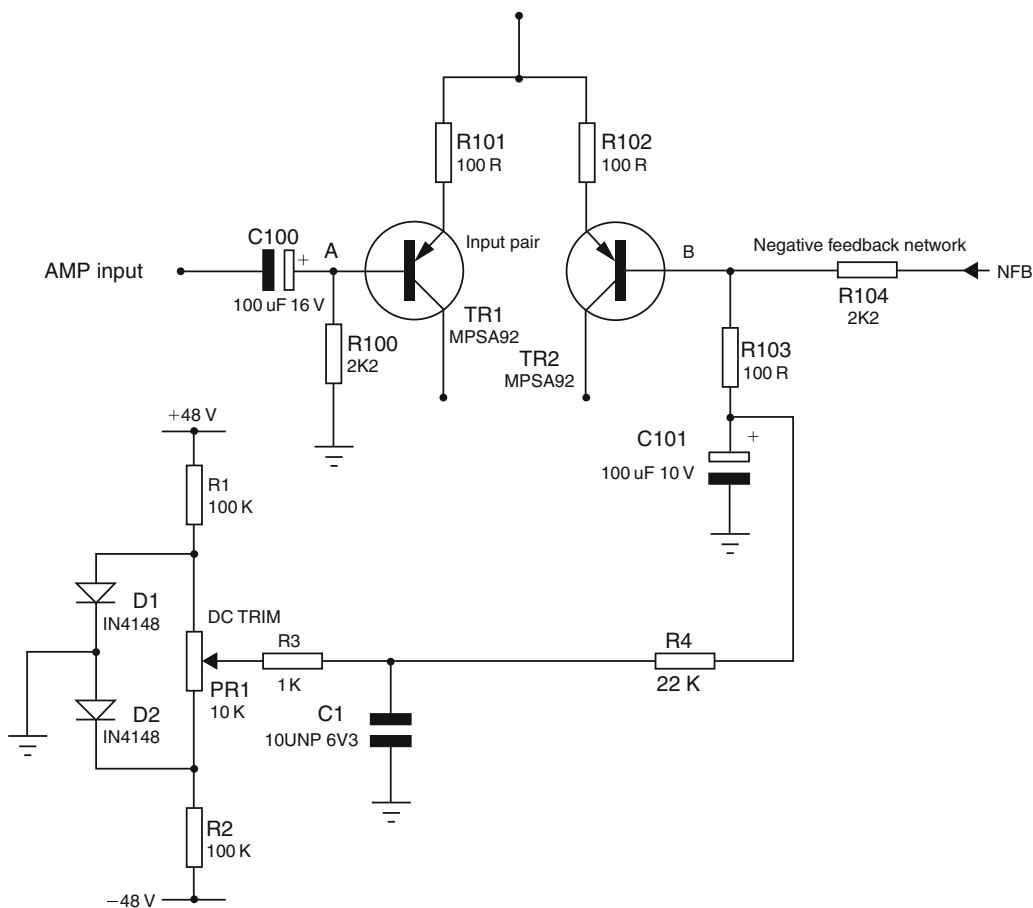 R101
100 R
R102
100 R
C100
+
A
Input pair
B
Negative feedback network
AMP input
NFB
100 uF 16 V
TR1
MPSA92
R104
2K2
R100
2K2
TR2
MPSA92
R103
100 R
+48 V
C101
+
100 uF 10 V
R1
100 K
D1
IN4148
DC TRIM
R3
1 K
R4
22 K
PR1
10 K
D2
IN4148
C1
10UNP 6V3
R2
100 K
−48 V